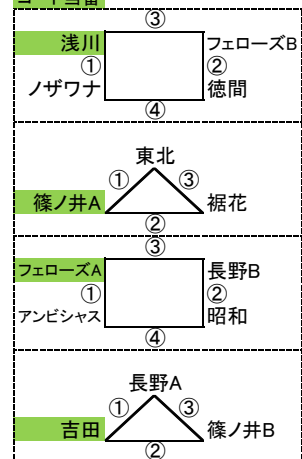 ③
浅川 フェローズB
① ②
ノザワナ 徳間
④
東北
① ③
篠ノ井A 裾花
②
③
フェローズA 長野B
① ②
アンビシャス 昭和
④
長野A
① ③
吉田 篠ノ井B
②